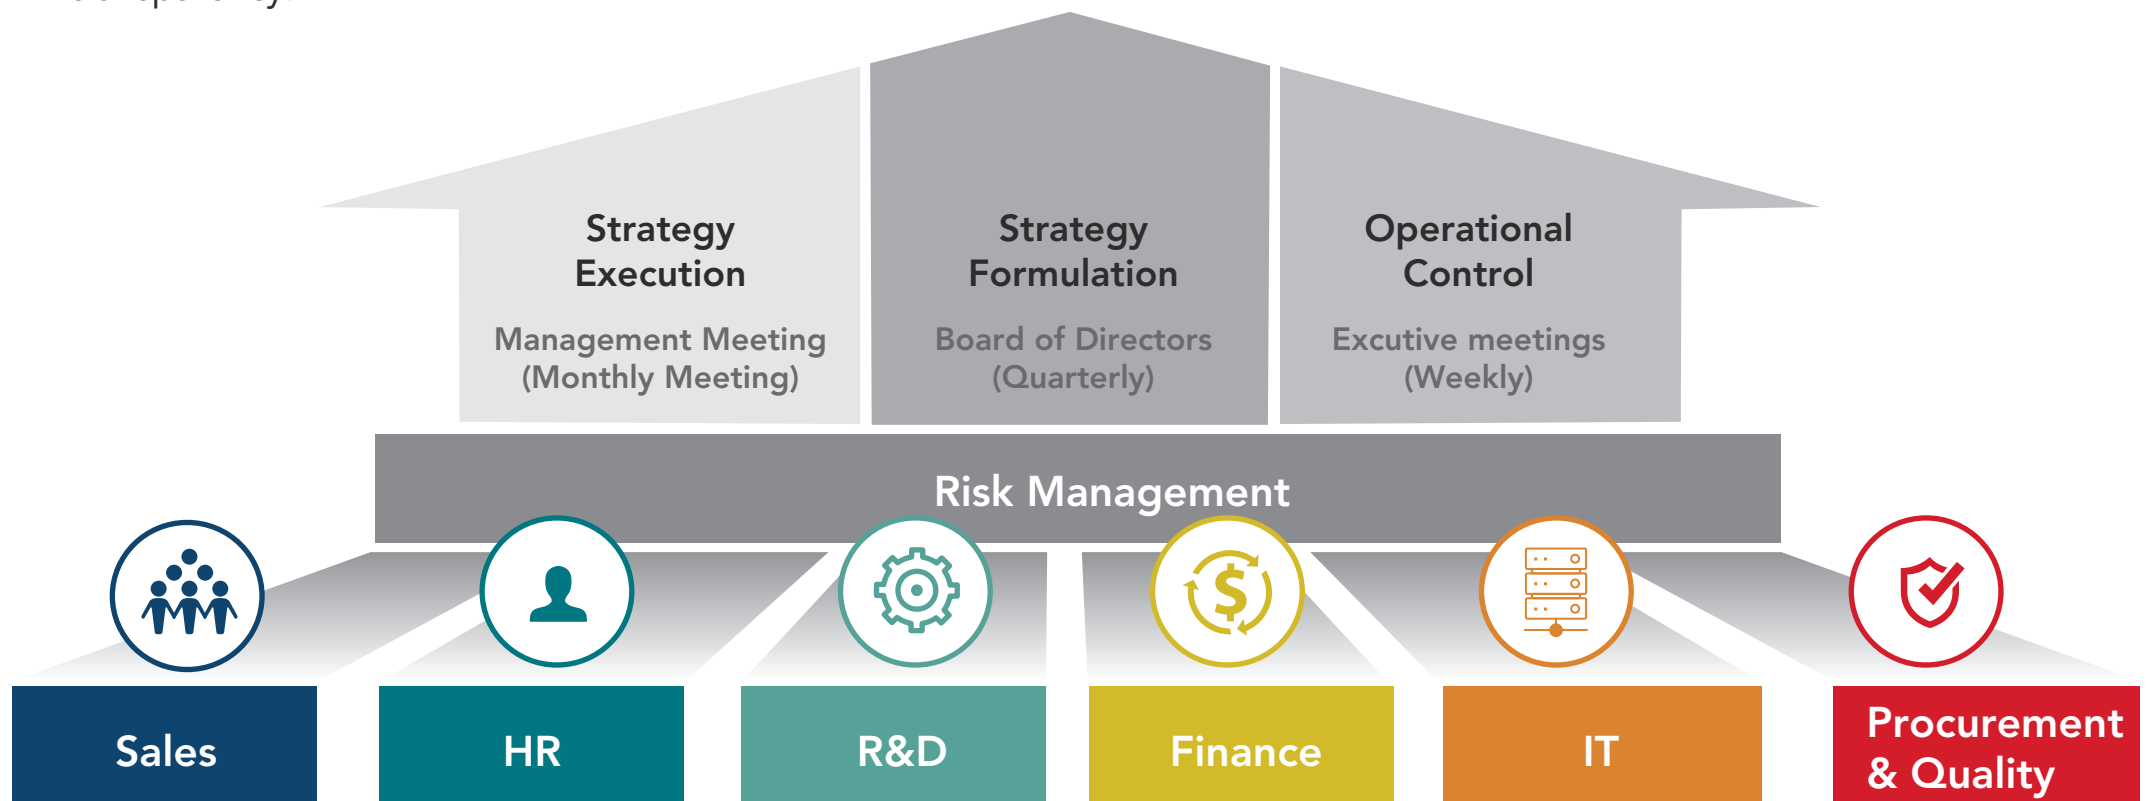 Strategy
Execution
Management Meeting
(Monthly Meeting)
Strategy
Formulation
Board of Directors
(Quarterly)
Operational
Control
Excutive meetings
(Weekly)
Risk Management
Sales
HR
R&D
Finance
IT
Procurement
& Quality